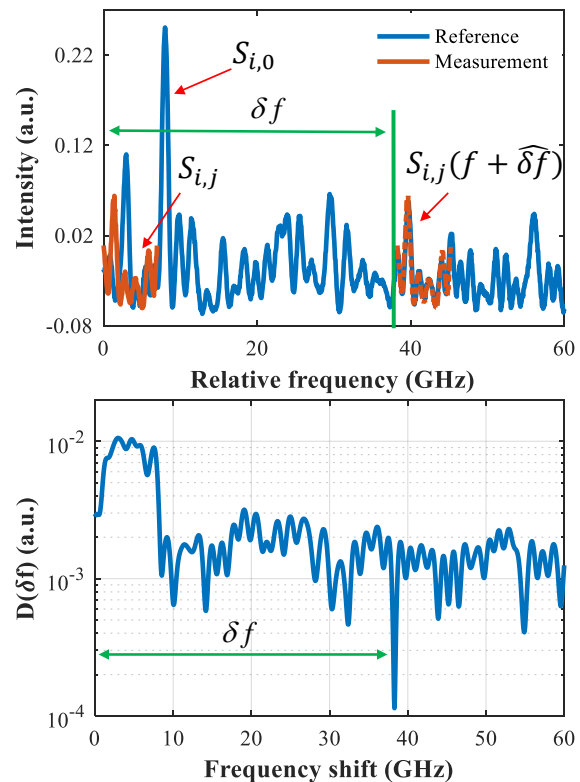 0.22
0.12
0.02
-0.08
Intensity (a.u.)
Reference
Measurement
S_{i,0}
δf
S_{i,j}
S_{i,j}(f + \widehat{δf})
0 20 40 60
Relative frequency (GHz)
10^{-2}
10^{-3}
10^{-4}
D(δf) (a.u.)
δf
0 10 20 30 40 50 60
Frequency shift (GHz)